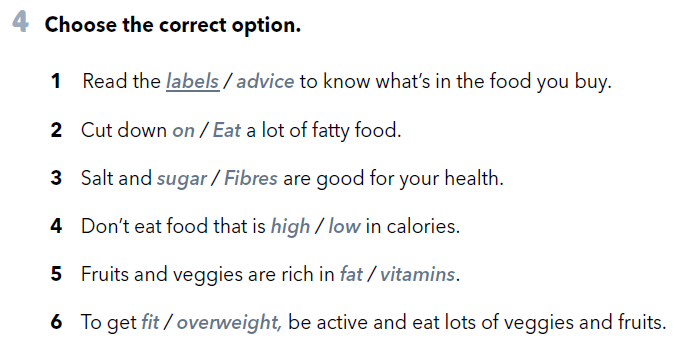 4 Choose the correct option.
1 Read the labels / advice to know what's in the food you buy.
2 Cut down on / Eat a lot of fatty food.
3 Salt and sugar / Fibres are good for your health.
4 Don't eat food that is high / low in calories.
5 Fruits and veggies are rich in fat / vitamins.
6 To get fit / overweight, be active and eat lots of veggies and fruits.